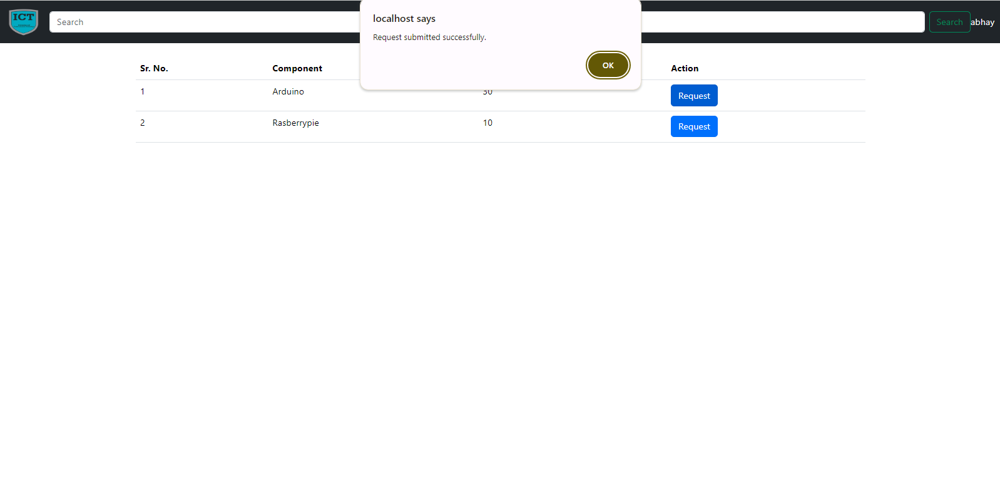 ICT
Search
Search
abhay
localhost says
Request submitted successfully.
OK
Sr. No.
Component
Action
1
Arduino
30
Request
2
Rasberrypie
10
Request